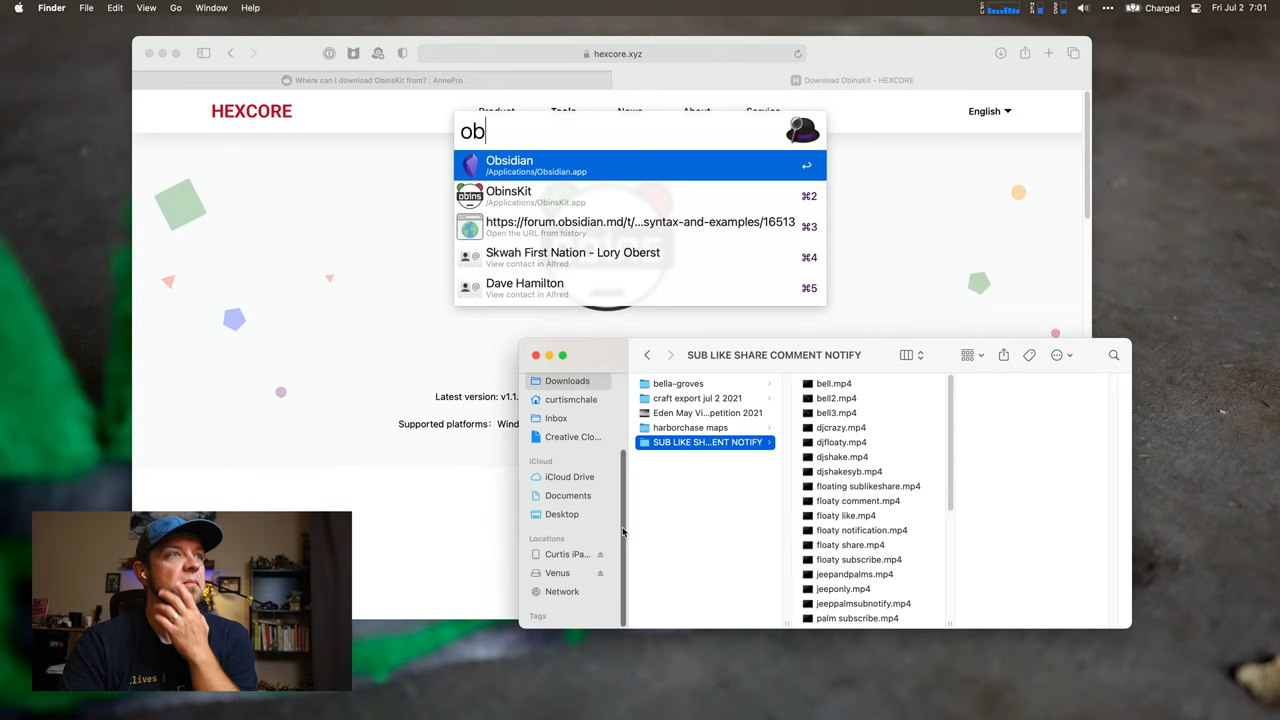 Finder File Edit View Go Window Help
Charged Fri Jul 2 7:01
hexcore.xyz
Where can I download ObinsKit from? : AnnePro
Download ObinsKit – HEXCORE
HEXCORE
Product Tools News About Service
English
ob
Obsidian
/Applications/Obsidian.app
ObinsKit
/Applications/ObinsKit.app
⌘2
https://forum.obsidian.md/t/...syntax-and-examples/16513
Open the URL from history
⌘3
Skwah First Nation - Lory Oberst
View contact in Alfred
⌘4
Dave Hamilton
View contact in Alfred
⌘5
Latest version: v1.1.
Supported platforms: Wind
SUB LIKE SHARE COMMENT NOTIFY
Downloads
curtismchale
Inbox
Creative Clo...
iCloud
iCloud Drive
Documents
Desktop
Locations
Curtis iPa...
Venus
Network
Tags
bella-groves
craft export jul 2 2021
Eden May Vi...petition 2021
harborchase maps
SUB LIKE SH...ENT NOTIFY
bell.mp4
bell2.mp4
bell3.mp4
djcrazy.mp4
djfloaty.mp4
djshake.mp4
djshakesyb.mp4
floating sublikeshare.mp4
floaty comment.mp4
floaty like.mp4
floaty notification.mp4
floaty share.mp4
floaty subscribe.mp4
jeepandpalms.mp4
jeeponly.mp4
jeeppalmsubnotify.mp4
palm subscribe.mp4